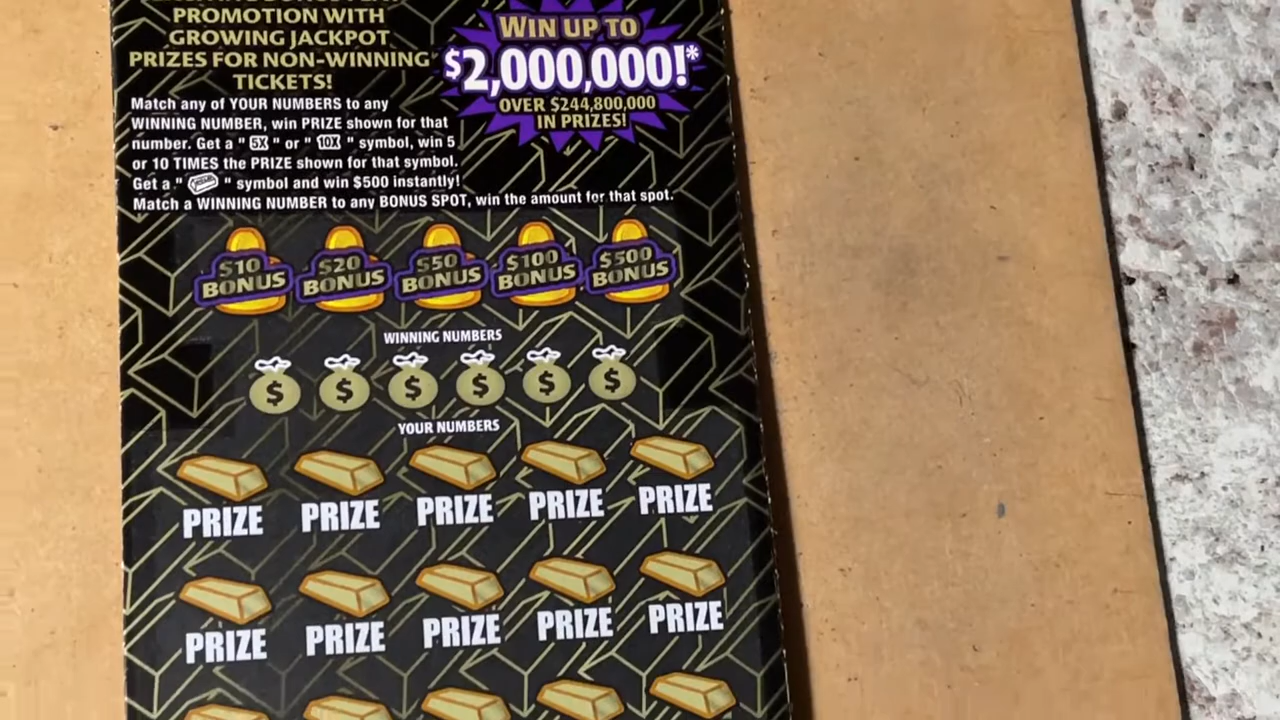 PROMOTION WITH
GROWING JACKPOT
PRIZES FOR NON-WINNING
TICKETS!
WIN UP TO
$2,000,000!*
OVER $244,800,000
IN PRIZES!
Match any of YOUR NUMBERS to any
WINNING NUMBER, win PRIZE shown for that
number. Get a " 5X " or " 10X " symbol, win 5
or 10 TIMES the PRIZE shown for that symbol.
Get a " " symbol and win $500 instantly!
Match a WINNING NUMBER to any BONUS SPOT, win the amount for that spot.
$10 BONUS
$20 BONUS
$50 BONUS
$100 BONUS
$500 BONUS
WINNING NUMBERS
$ $ $ $ $ $
YOUR NUMBERS
PRIZE PRIZE PRIZE PRIZE PRIZE
PRIZE PRIZE PRIZE PRIZE PRIZE